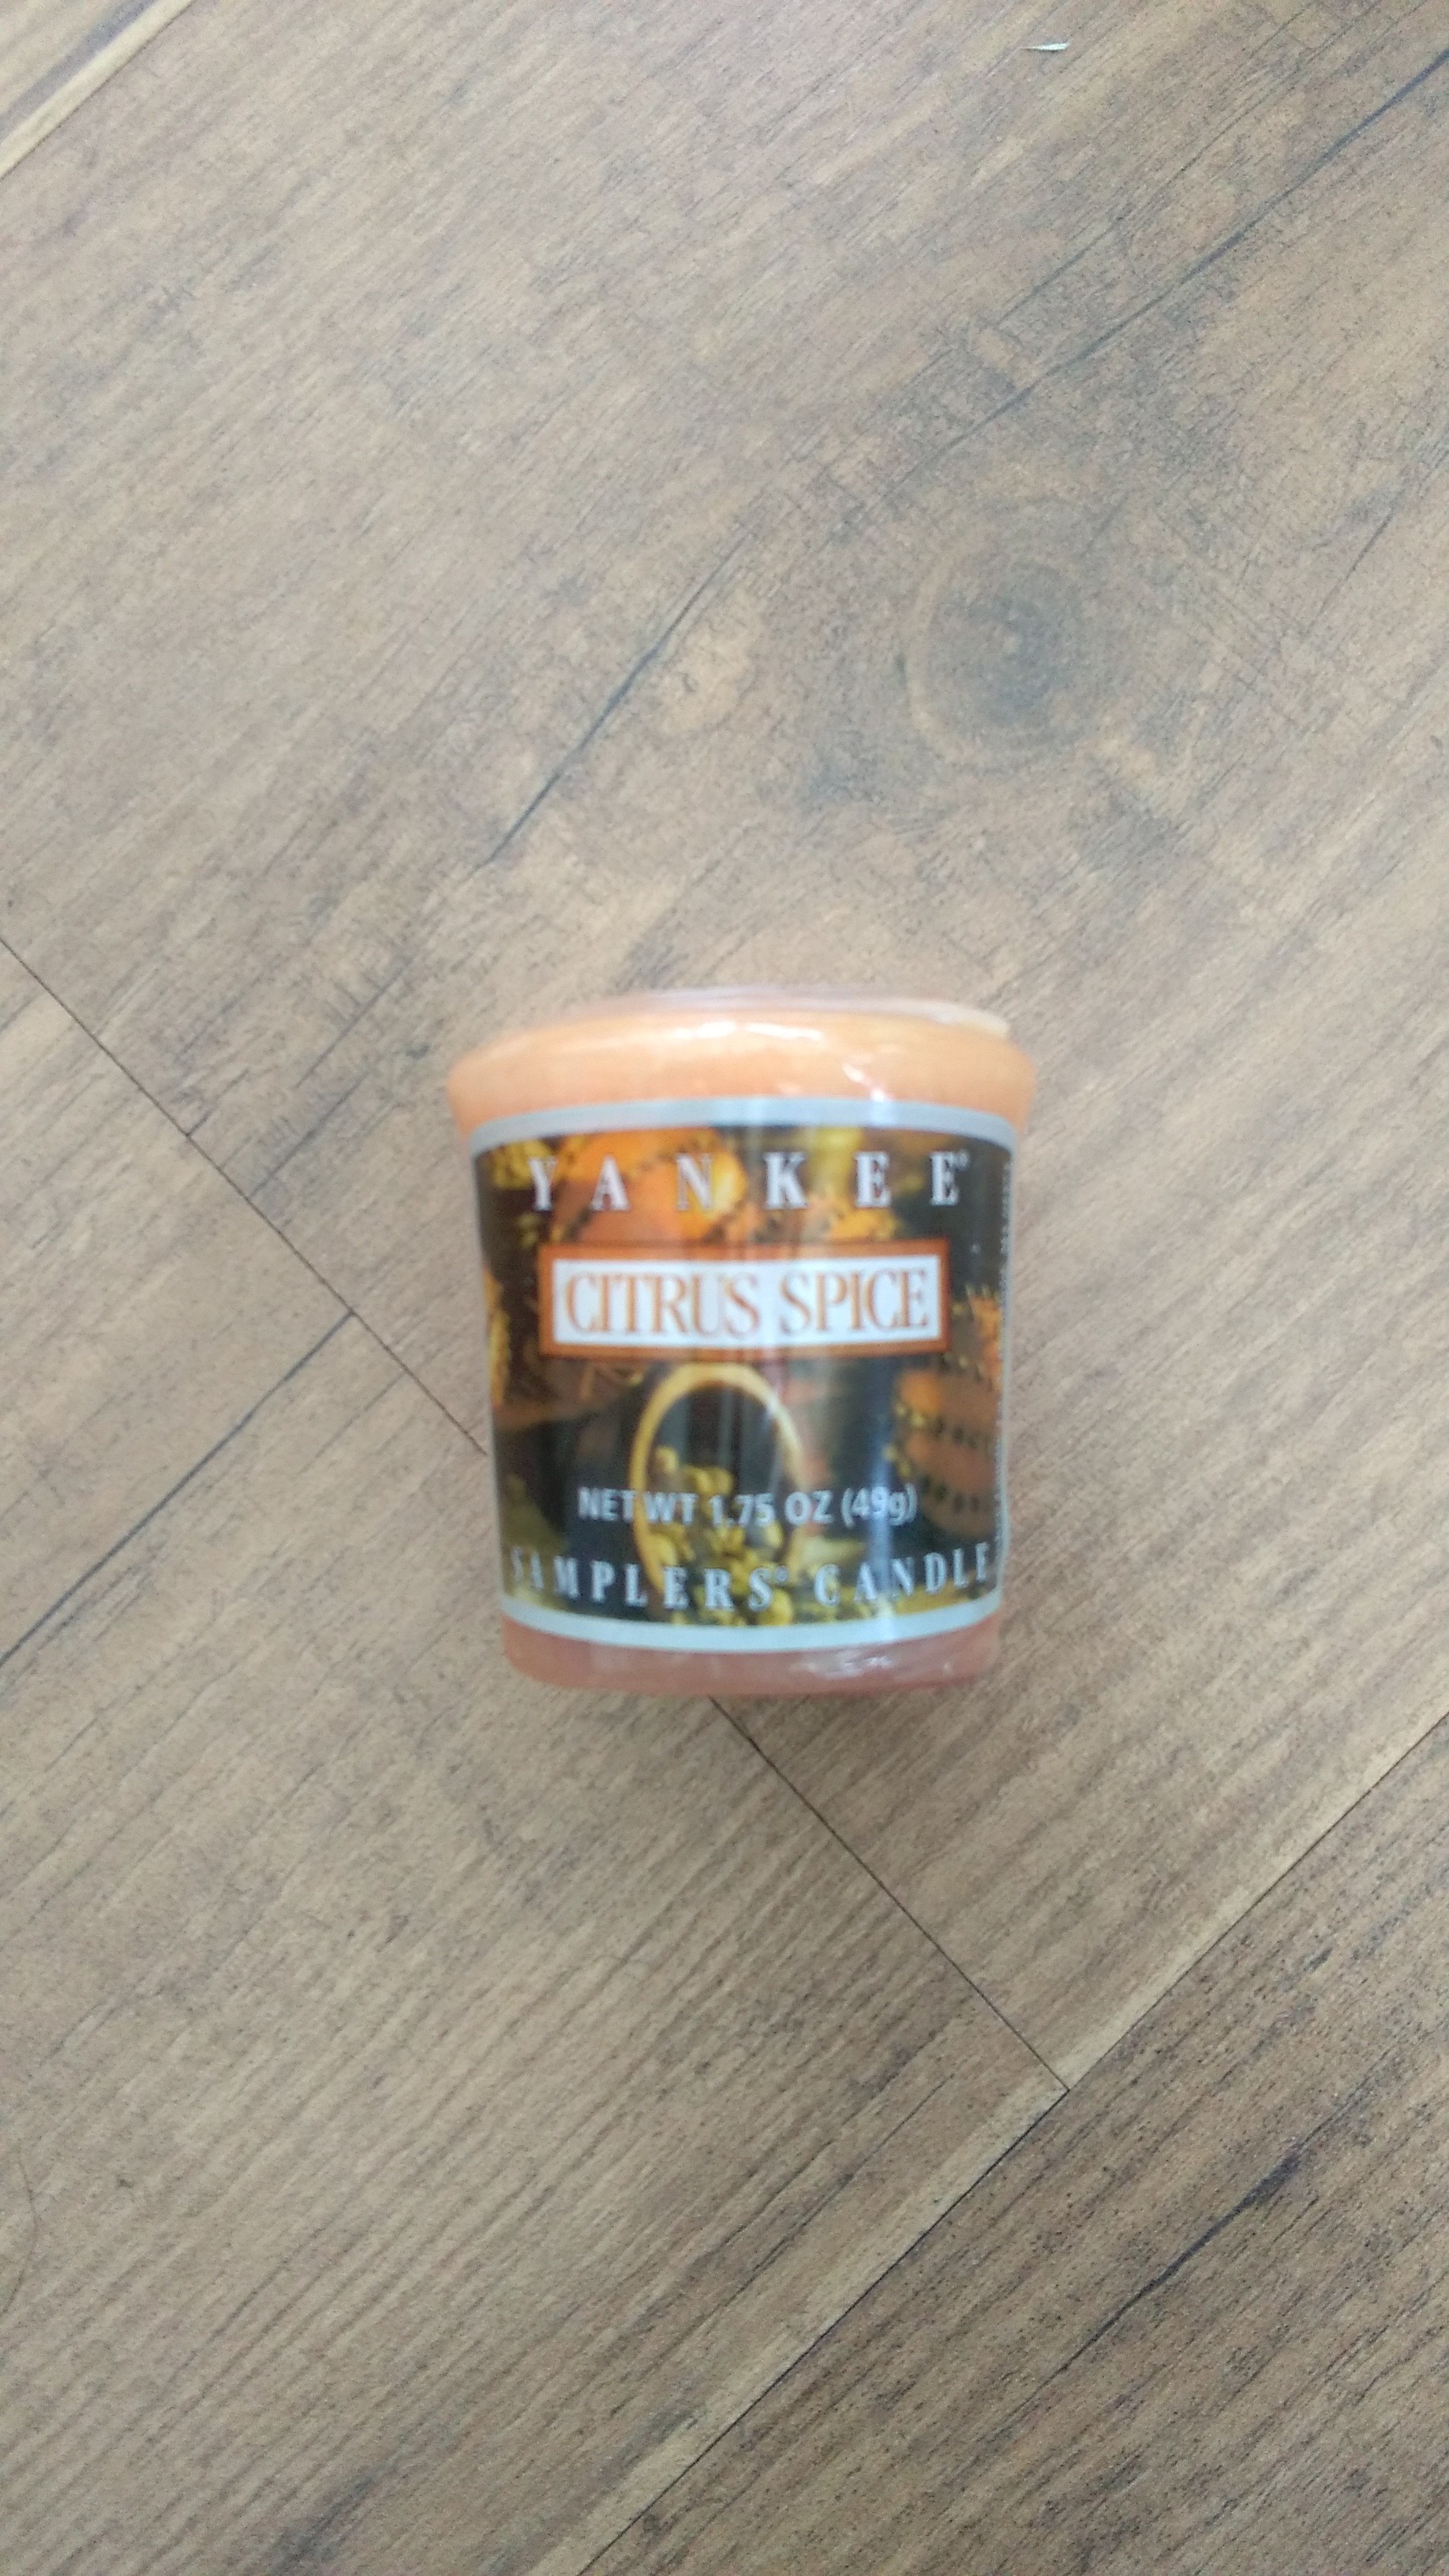 YANKEE®
CITRUS SPICE
NET WT 1.75 OZ (49g)
SAMPLERS® CANDLE